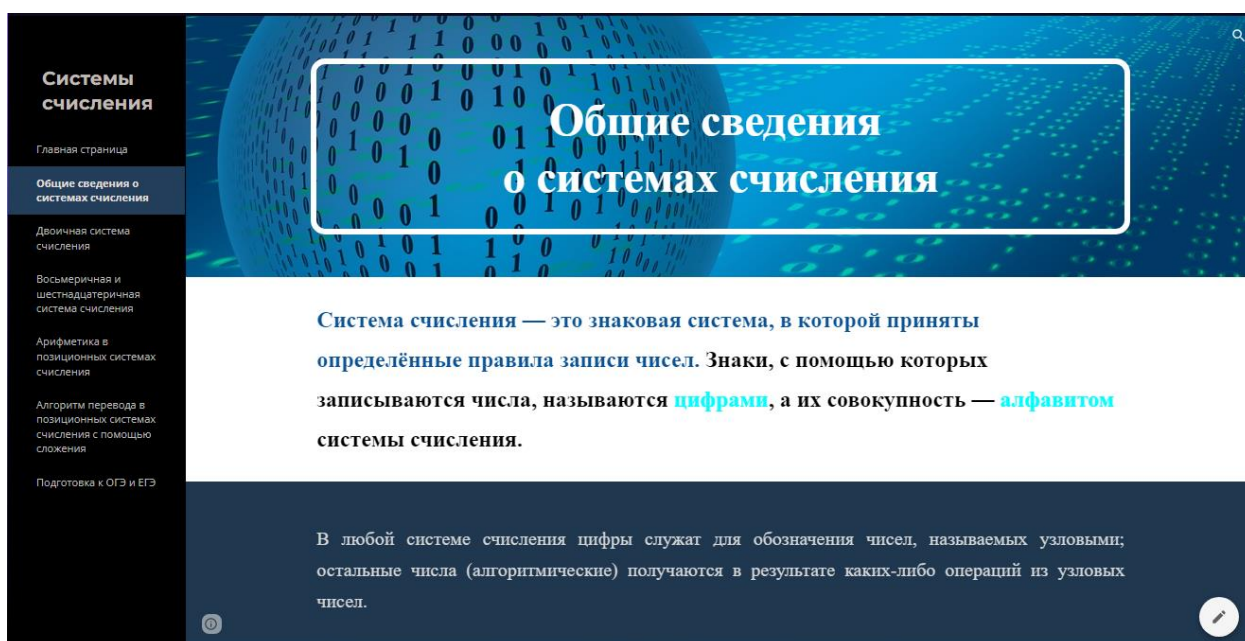 Системы
счисления
Главная страница
Общие сведения о
системах счисления
Двоичная система
счисления
Восьмеричная и
шестнадцатеричная
система счисления
Арифметика в
позиционных системах
счисления
Алгоритм перевода в
позиционных системах
счисления с помощью
сложения
Подготовка к ОГЭ и ЕГЭ
Общие сведения
о системах счисления
Система счисления — это знаковая система, в которой приняты
определённые правила записи чисел. Знаки, с помощью которых
записываются числа, называются цифрами, а их совокупность — алфавитом
системы счисления.
В любой системе счисления цифры служат для обозначения чисел, называемых узловыми;
остальные числа (алгоритмические) получаются в результате каких-либо операций из узловых
чисел.